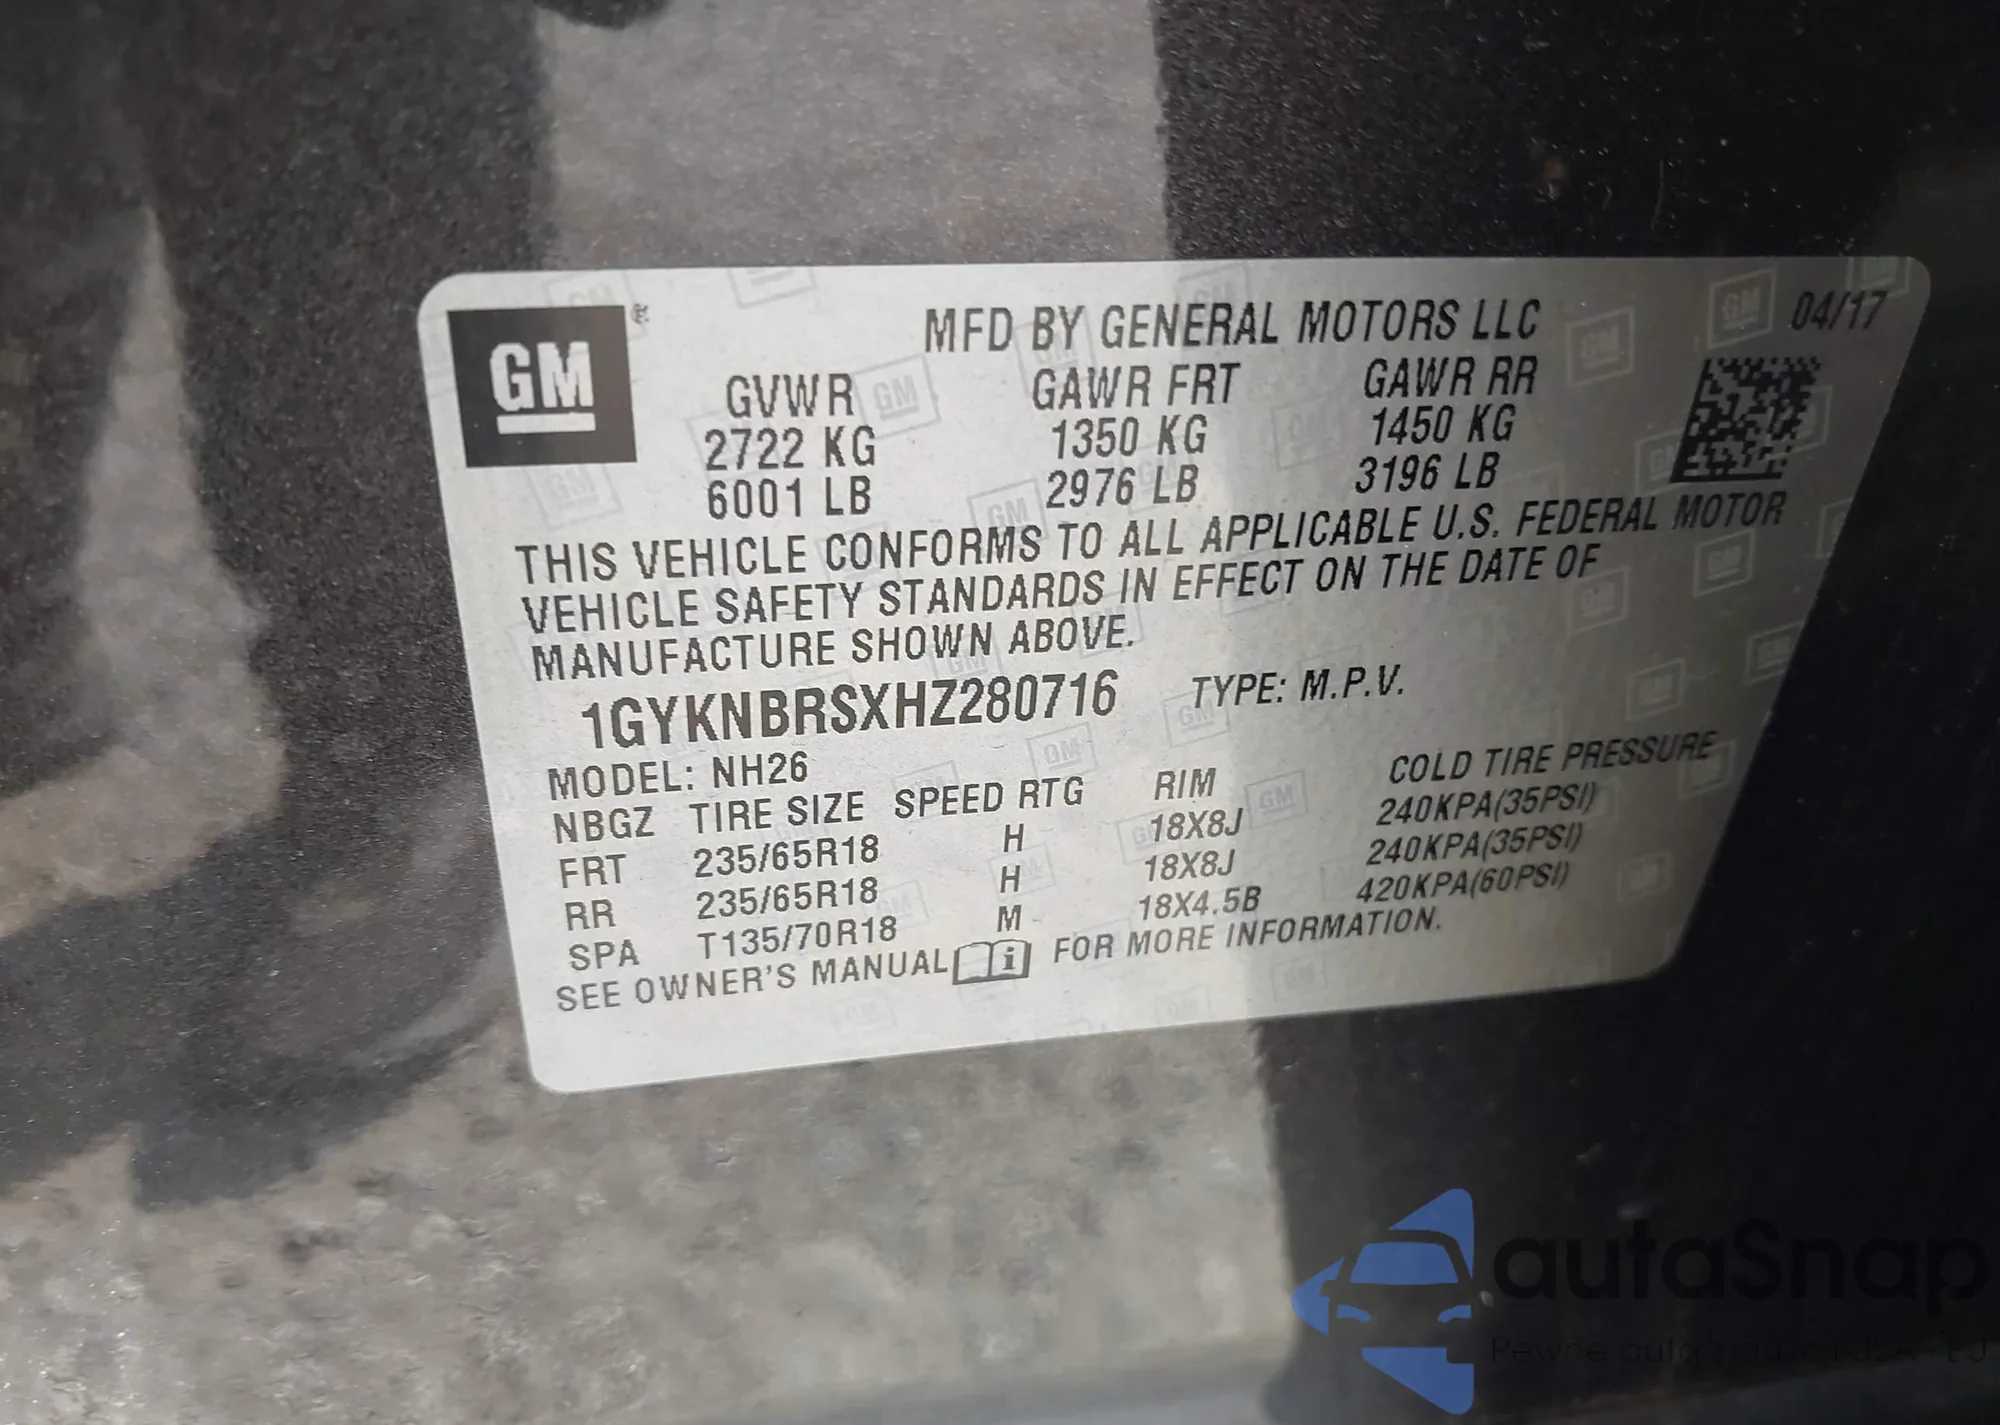 GM
MFD BY GENERAL MOTORS LLC
04/17
GVWR GAWR FRT GAWR RR
2722 KG 1350 KG 1450 KG
6001 LB 2976 LB 3196 LB
THIS VEHICLE CONFORMS TO ALL APPLICABLE U.S. FEDERAL MOTOR
VEHICLE SAFETY STANDARDS IN EFFECT ON THE DATE OF
MANUFACTURE SHOWN ABOVE.
1GYKNBRSXHZ280716 TYPE: M.P.V.
MODEL: NH26
NBGZ TIRE SIZE SPEED RTG RIM COLD TIRE PRESSURE
FRT 235/65R18 H 18X8J 240KPA(35PSI)
RR 235/65R18 H 18X8J 240KPA(35PSI)
SPA T135/70R18 M 18X4.5B 420KPA(60PSI)
SEE OWNER'S MANUAL i FOR MORE INFORMATION.
autaSnap
Pewne auta z